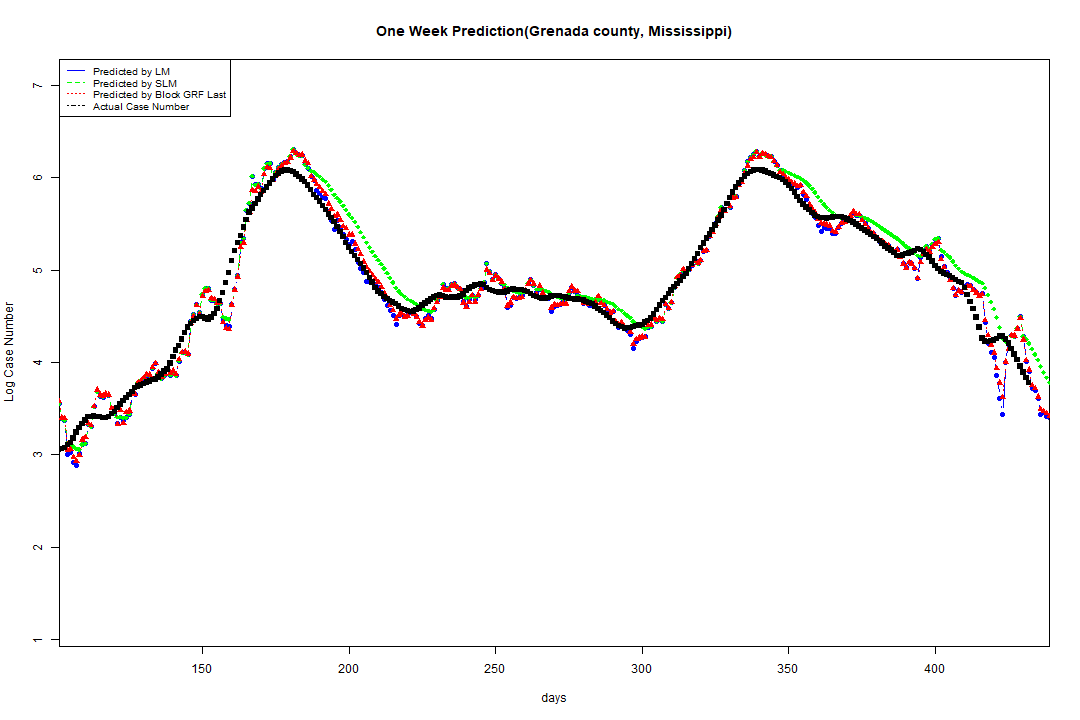 One Week Prediction(Grenada county, Mississippi)
Predicted by LM
Predicted by SLM
Predicted by Block GRF Last
Actual Case Number
7
6
5
4
3
2
1
Log Case Number
150 200 250 300 350 400
days